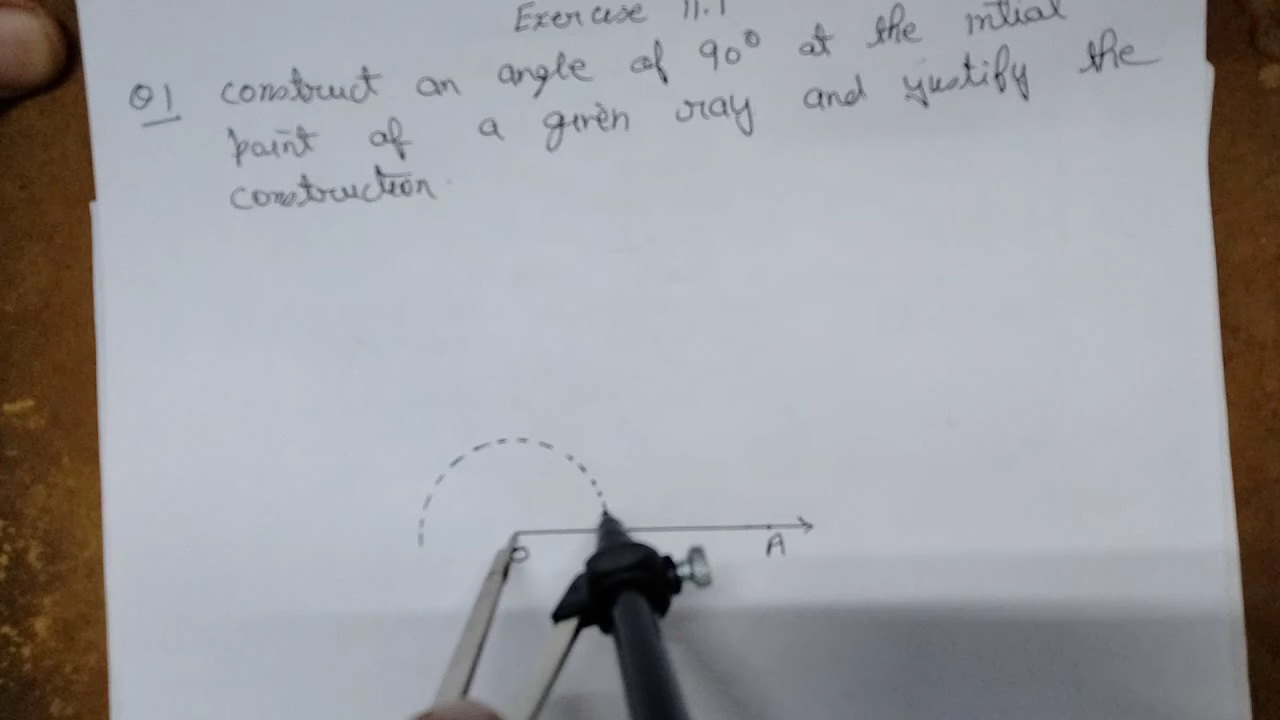 Exercise 11.1
Q1 construct an angle of 90° at the intial
point of a given ray and justify the
construction.
O A